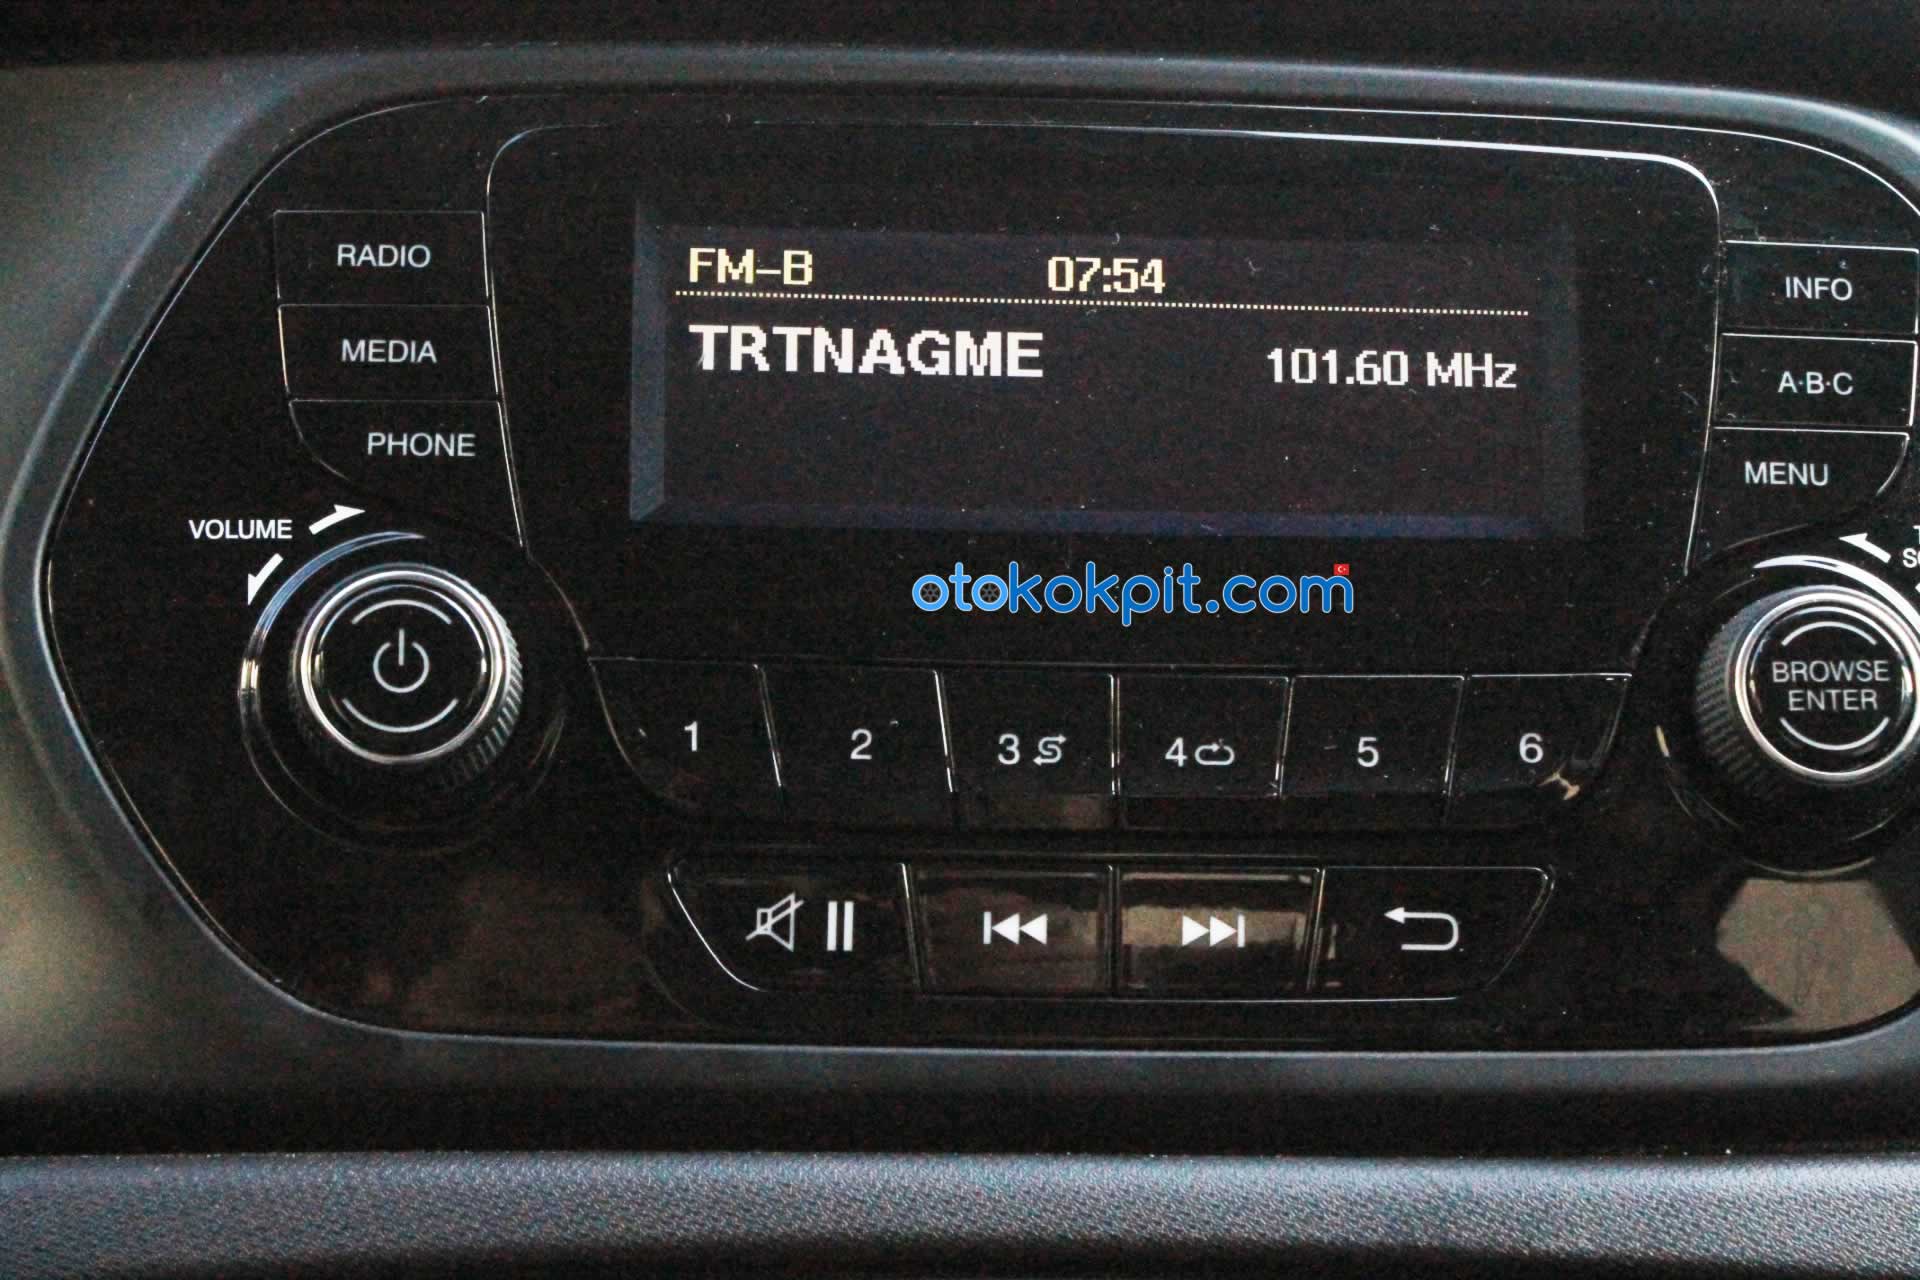 RADIO
MEDIA
PHONE
VOLUME
FM-B 07:54
TRTNAGME 101.60 MHz
INFO
A·B·C
MENU
otokokpit.com
BROWSE
ENTER
1 2 3 4 5 6